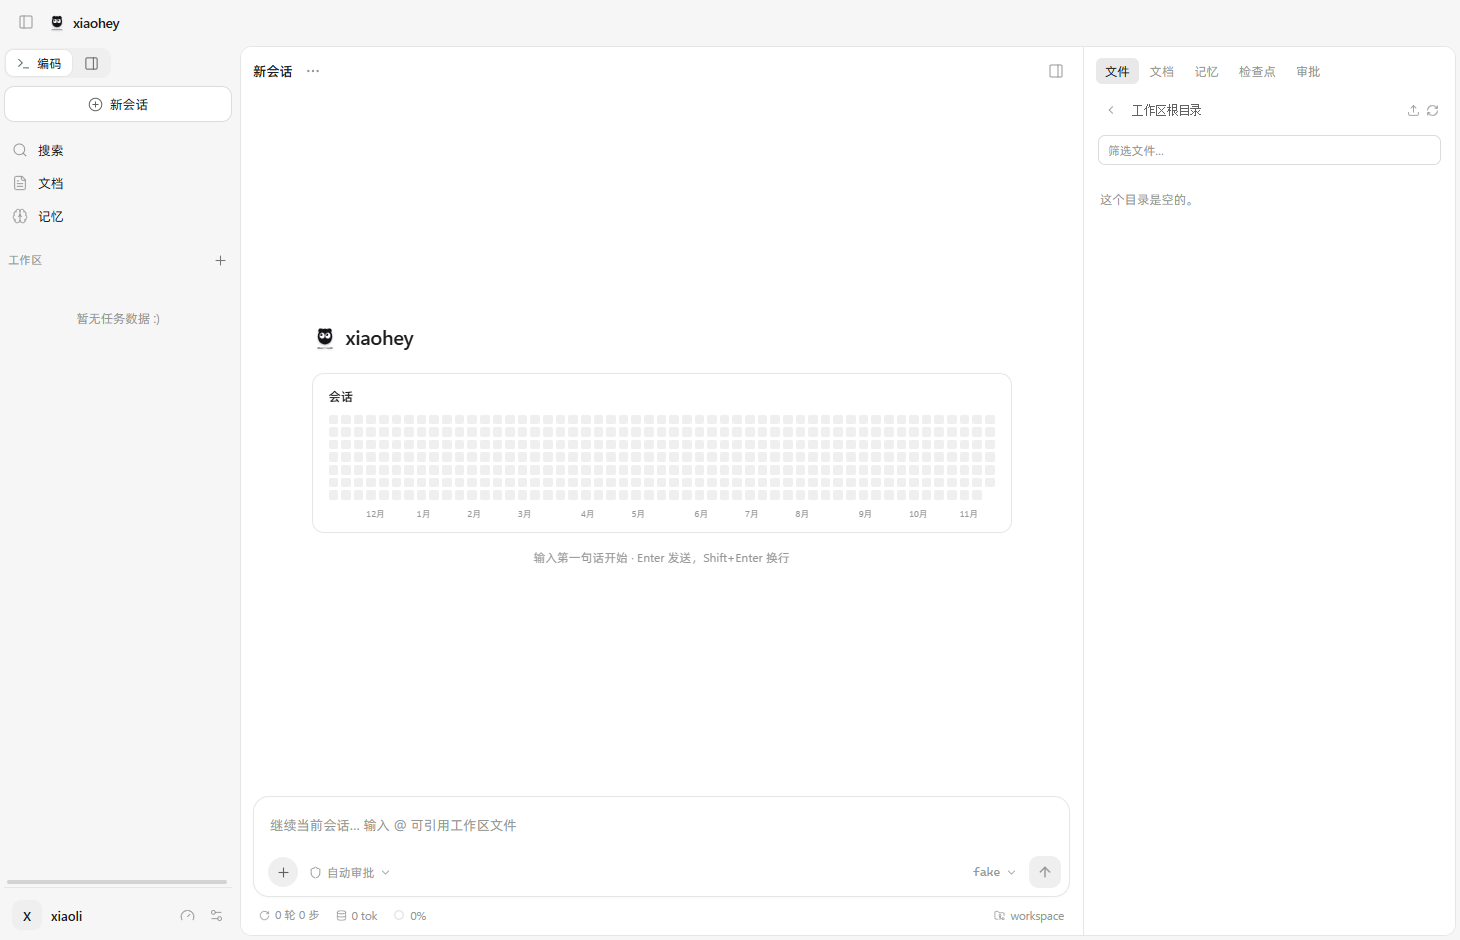 xiaohey
编码
新会话
搜索
文档
记忆
工作区
暂无任务数据 :)
X xiaoli
新会话 ···
xiaohey
会话
12月 1月 2月 3月 4月 5月 6月 7月 8月 9月 10月 11月
输入第一句话开始 · Enter 发送，Shift+Enter 换行
继续当前会话... 输入 @ 可引用工作区文件
自动审批 fake
0 轮 0 步 0 tok 0% workspace
文件 文档 记忆 检查点 审批
工作区根目录
筛选文件...
这个目录是空的。